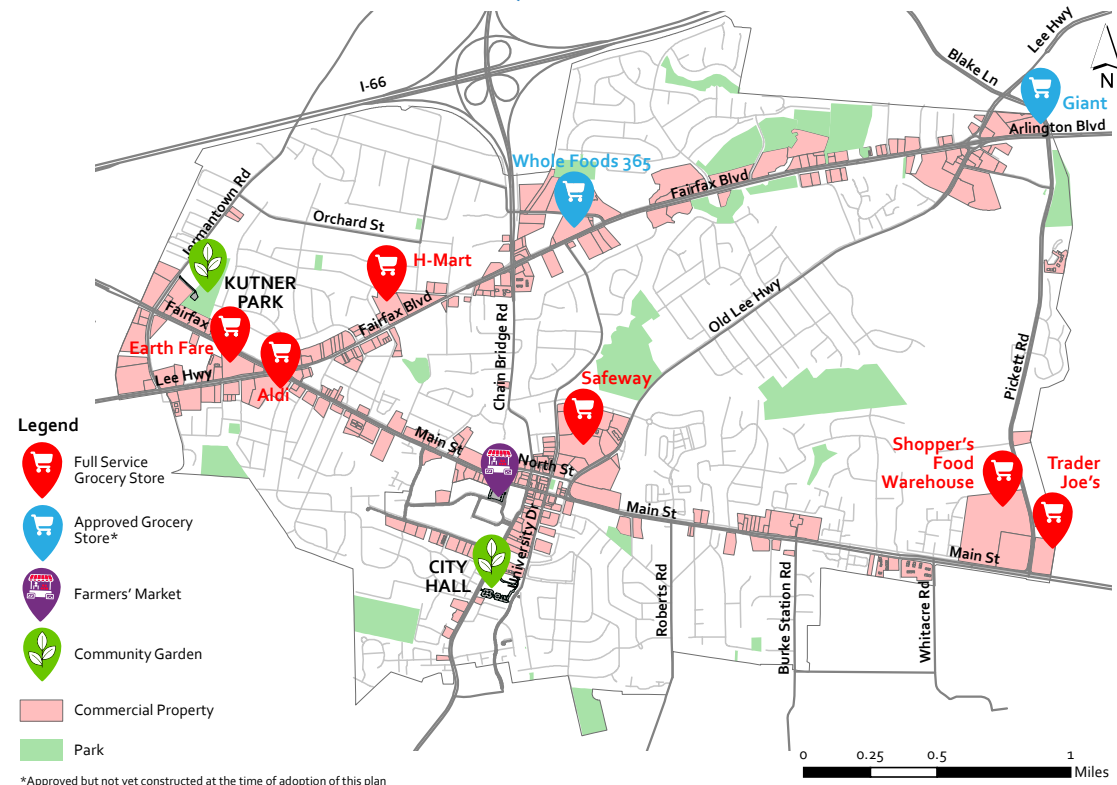 I-66
Blake Ln
Lee Hwy
N
Giant
Arlington Blvd
Whole Foods 365
Fairfax Blvd
Jermantown Rd
Orchard St
H-Mart
KUTNER
PARK
Fairfax
Fairfax Blvd
Earth Fare
Lee Hwy
Aldi
Chain Bridge Rd
Old Lee Hwy
Pickett Rd
Safeway
Main St
North St
Shopper's
Food
Warehouse
Trader
Joe's
Main St
Main St
University Dr
CITY
HALL
Roberts Rd
Burke Station Rd
Whitacre Rd
Legend
Full Service
Grocery Store
Approved Grocery
Store*
Farmers' Market
Community Garden
Commercial Property
Park
*Approved but not yet constructed at the time of adoption of this plan
0 0.25 0.5 1
Miles